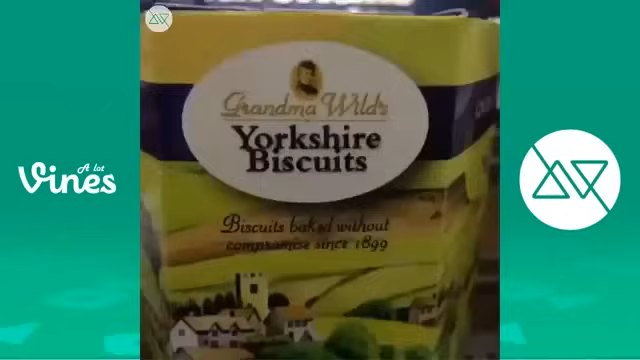 Grandma Wild's
Yorkshire
Biscuits
Biscuits baked without
compromise since 1899
A lot
Vines